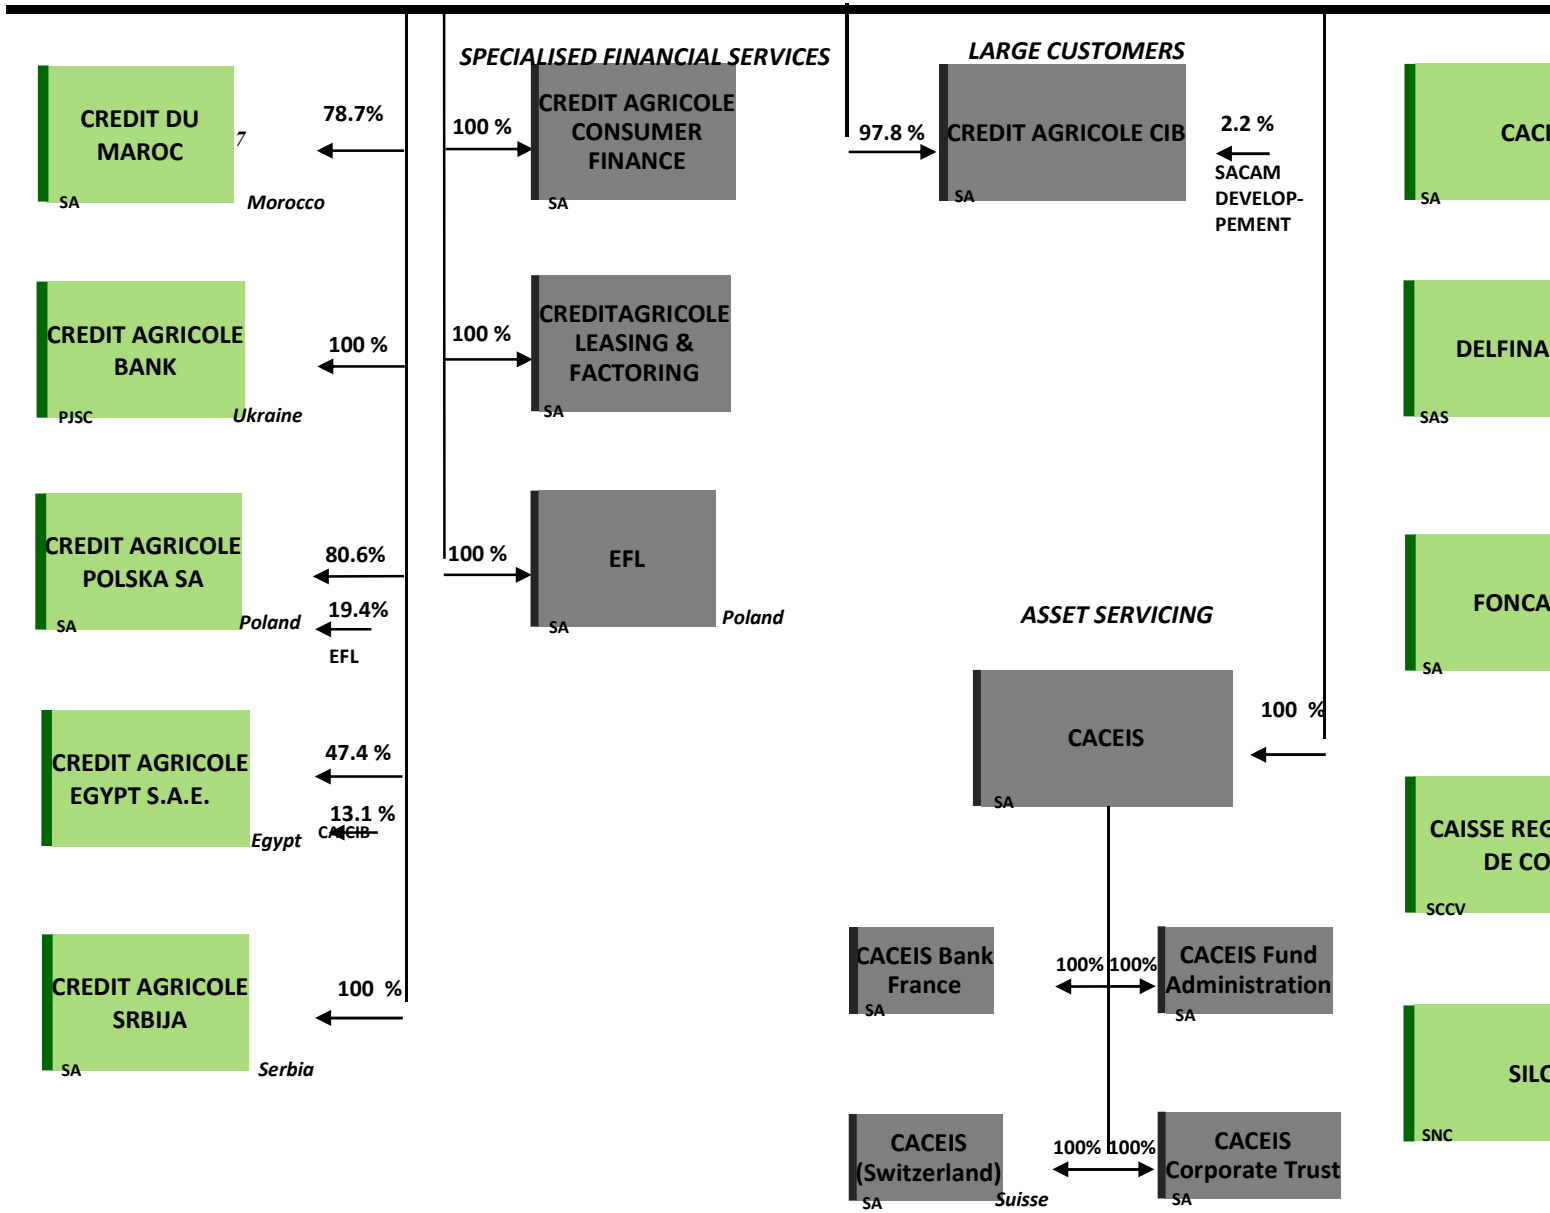 SPECIALISED FINANCIAL SERVICES
LARGE CUSTOMERS
CREDIT DU
MAROC
7
SA
Morocco
78.7%
100 %
CREDIT AGRICOLE
CONSUMER
FINANCE
SA
97.8 %
CREDIT AGRICOLE CIB
SA
2.2 %
SACAM
DEVELOP-
PEMENT
CACI
SA
CREDIT AGRICOLE
BANK
PJSC
Ukraine
100 %
100 %
CREDITAGRICOLE
LEASING &
FACTORING
SA
DELFINA
SAS
CREDIT AGRICOLE
POLSKA SA
SA
Poland
80.6%
19.4%
EFL
100 %
EFL
SA
Poland
FONCA
SA
ASSET SERVICING
CACEIS
SA
100 %
CREDIT AGRICOLE
EGYPT S.A.E.
Egypt
47.4 %
13.1 %
CAISSE REG
DE CO
SCCV
CREDIT AGRICOLE
SRBIJA
SA
Serbia
100 %
CACEIS Bank
France
SA
100% 100%
CACEIS Fund
Administration
SA
SILC
SNC
CACEIS
(Switzerland)
SA
Suisse
100% 100%
CACEIS
Corporate Trust
SA